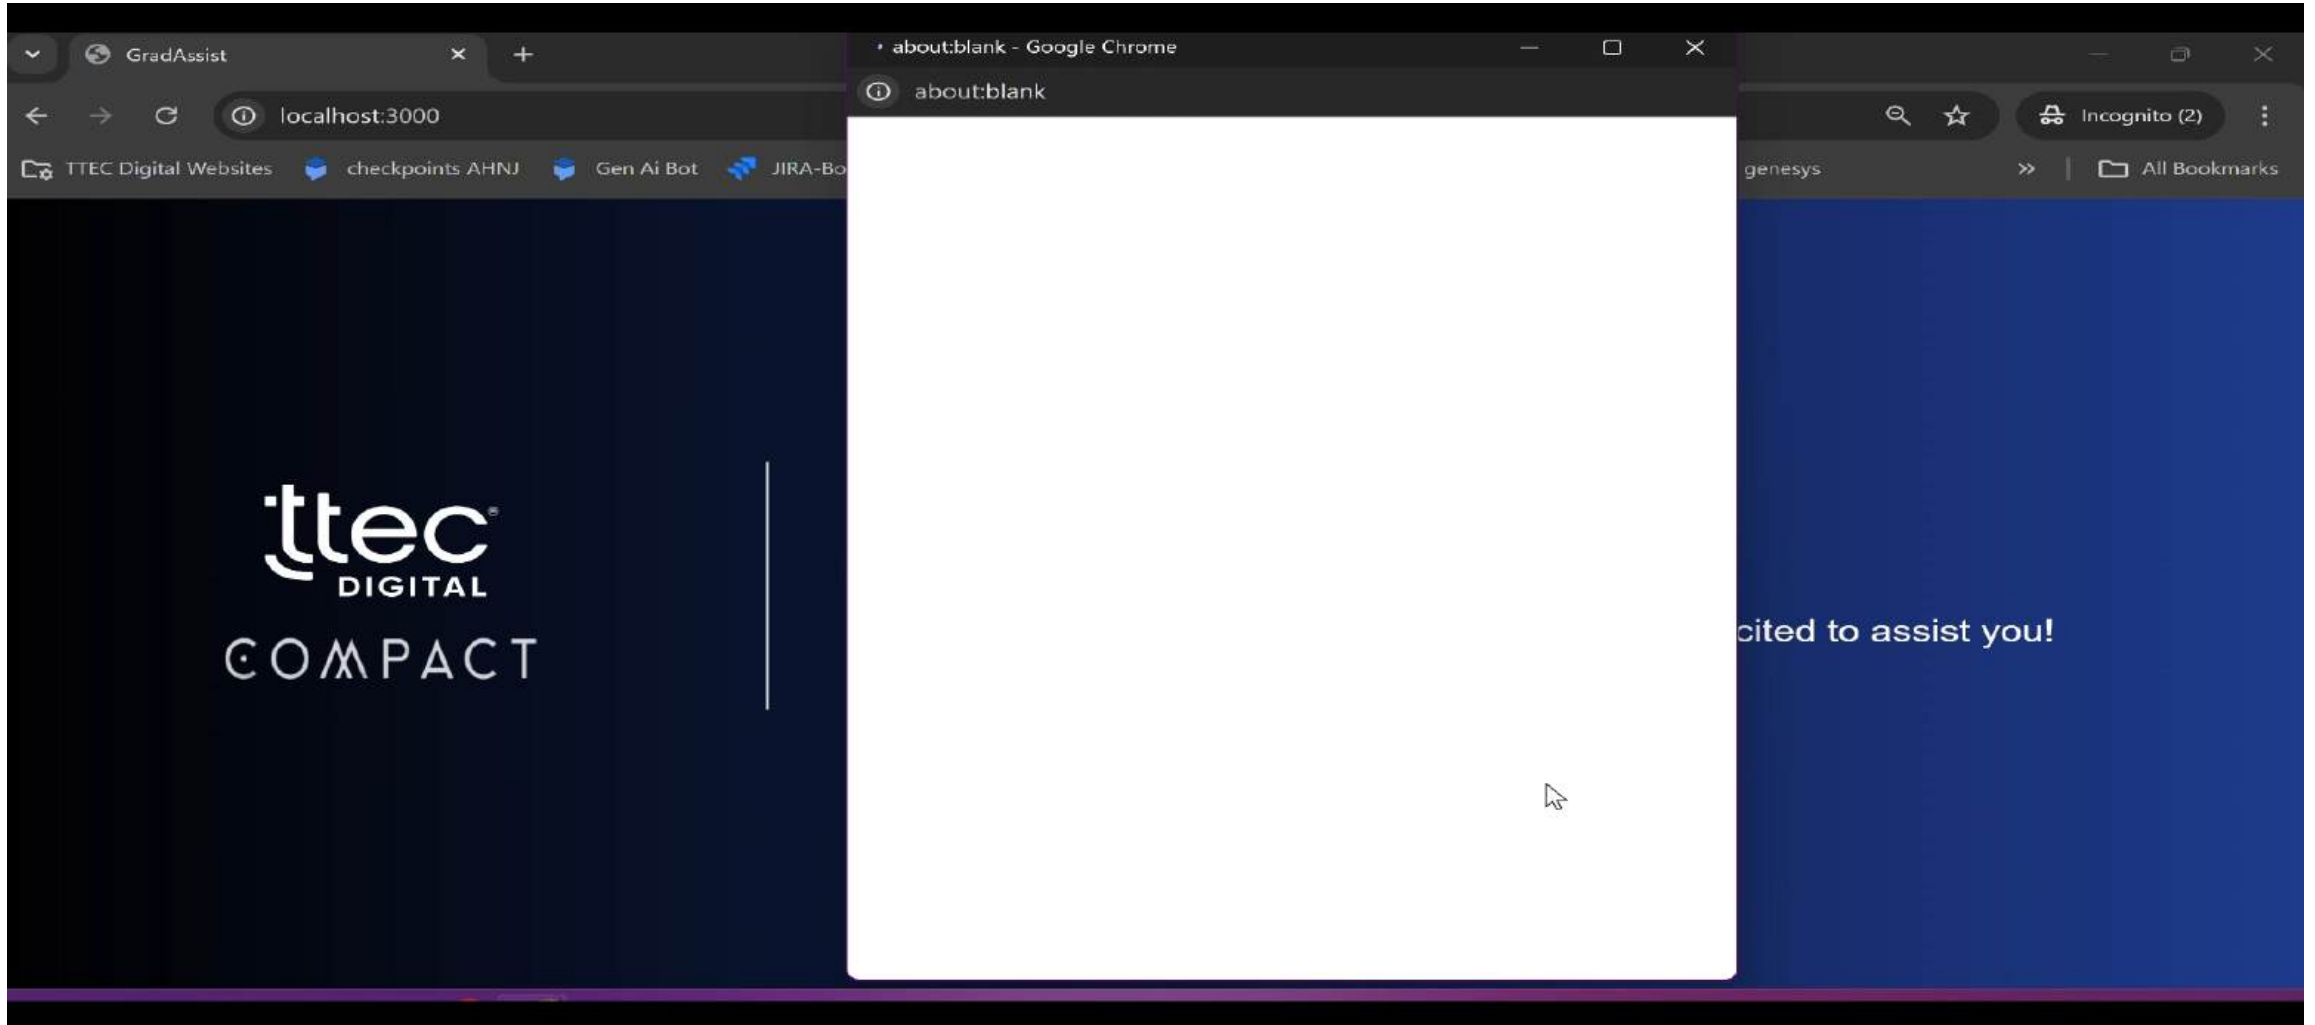 GradAssist
about:blank - Google Chrome
about:blank
localhost:3000
Incognito (2)
TTEC Digital Websites
checkpoints AHNJ
Gen Ai Bot
JIRA-Bo
genesys
All Bookmarks
ttec
DIGITAL
COMPACT
cited to assist you!